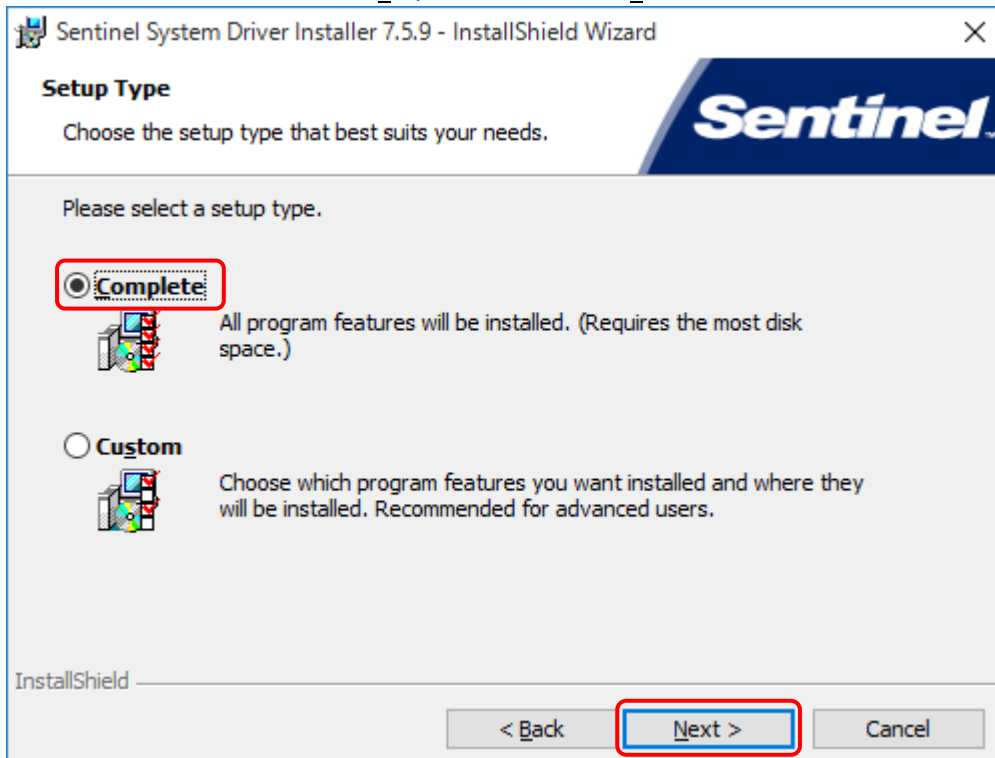 Sentinel System Driver Installer 7.5.9 - InstallShield Wizard
Setup Type
Choose the setup type that best suits your needs.
Sentinel
Please select a setup type.
Complete
All program features will be installed. (Requires the most disk
space.)
Custom
Choose which program features you want installed and where they
will be installed. Recommended for advanced users.
InstallShield
< Back Next > Cancel